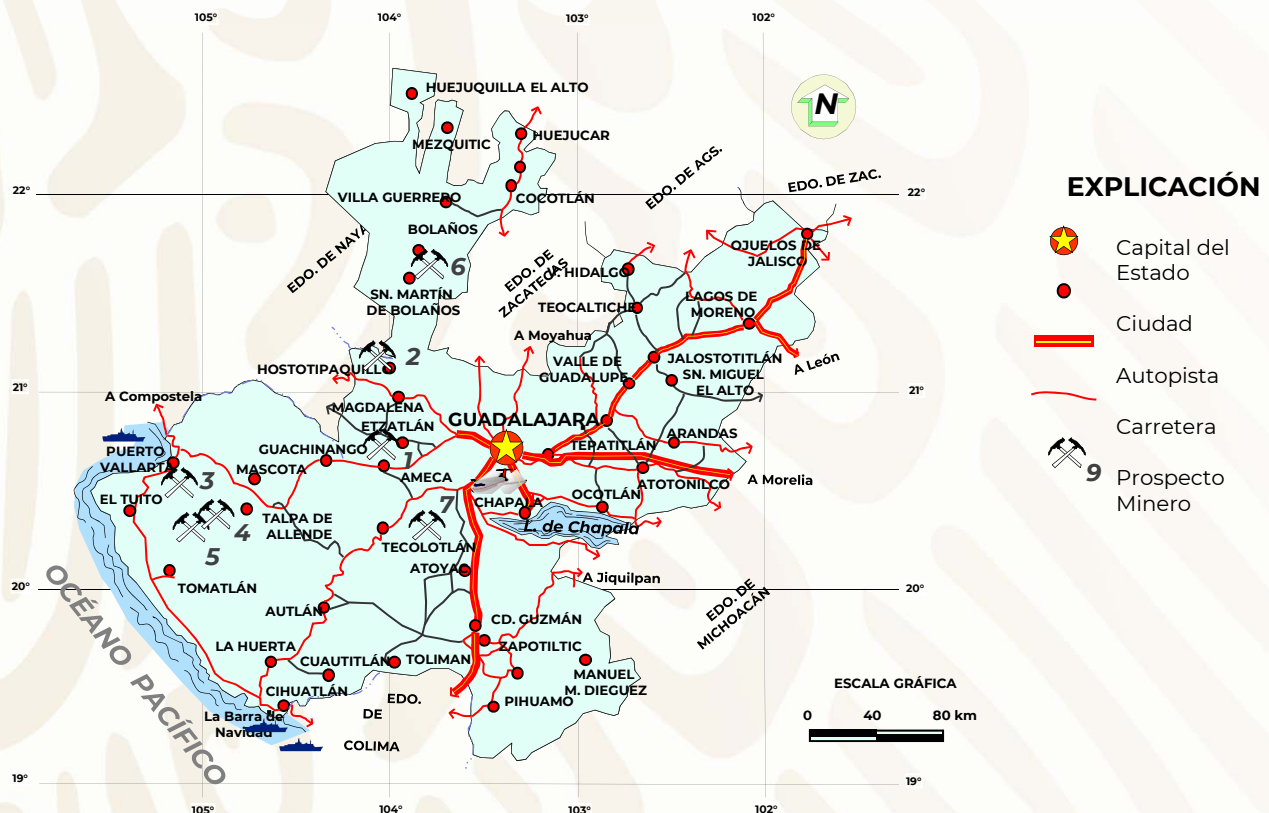 105°
104°
103°
102°
HUEJUQUILLA EL ALTO
N
HUEJUCAR
MEZQUITIC
EDO. DE AGS.
EDO. DE ZAC.
EXPLICACIÓN
22°
22°
VILLA GUERRERO
COCOTLÁN
BOLAÑOS
EDO. DE NAYA
OJUELOS DE
JALISCO
Capital del
Estado
6
EDO. DE
ZACATECAS
HIDALGO
SN. MARTÍN
DE BOLAÑOS
TEOCALTICHE
LAGOS DE
MORENO
Ciudad
A Moyahua
2
HOSTOTIPAQUILLO
VALLE DE
GUADALUPE
JALOSTOTITLÁN
SN. MIGUEL
EL ALTO
A León
Autopista
21°
21°
A Compostela
MAGDALENA
ETZATLÁN
GUADALAJARA
Carretera
PUERTO
VALLARTA
GUACHINANGO
1
TEPATITLÁN
ARANDAS
MASCOTA
AMECA
ATOTONILCO
A Morelia
9
Prospecto
Minero
3
EL TUITO
4
5
TALPA DE
ALLENDE
7
CHAPALA
OCOTLÁN
L. de Chapala
TECOLOTLÁN
ATOYA
A Jiquilpan
TOMATLÁN
20°
20°
EDO. DE
MICHOACÁN
AUTLÁN
CD. GUZMÁN
OCÉANO PACÍFICO
LA HUERTA
CUAUTITLÁN
TOLIMAN
ZAPOTILTIC
MANUEL
M. DIEGUEZ
CIHUATLÁN
EDO.
DE
COLIMA
PIHUAMO
La Barra de
Navidad
ESCALA GRÁFICA
0
40
80 km
19°
19°
105°
104°
103°
102°